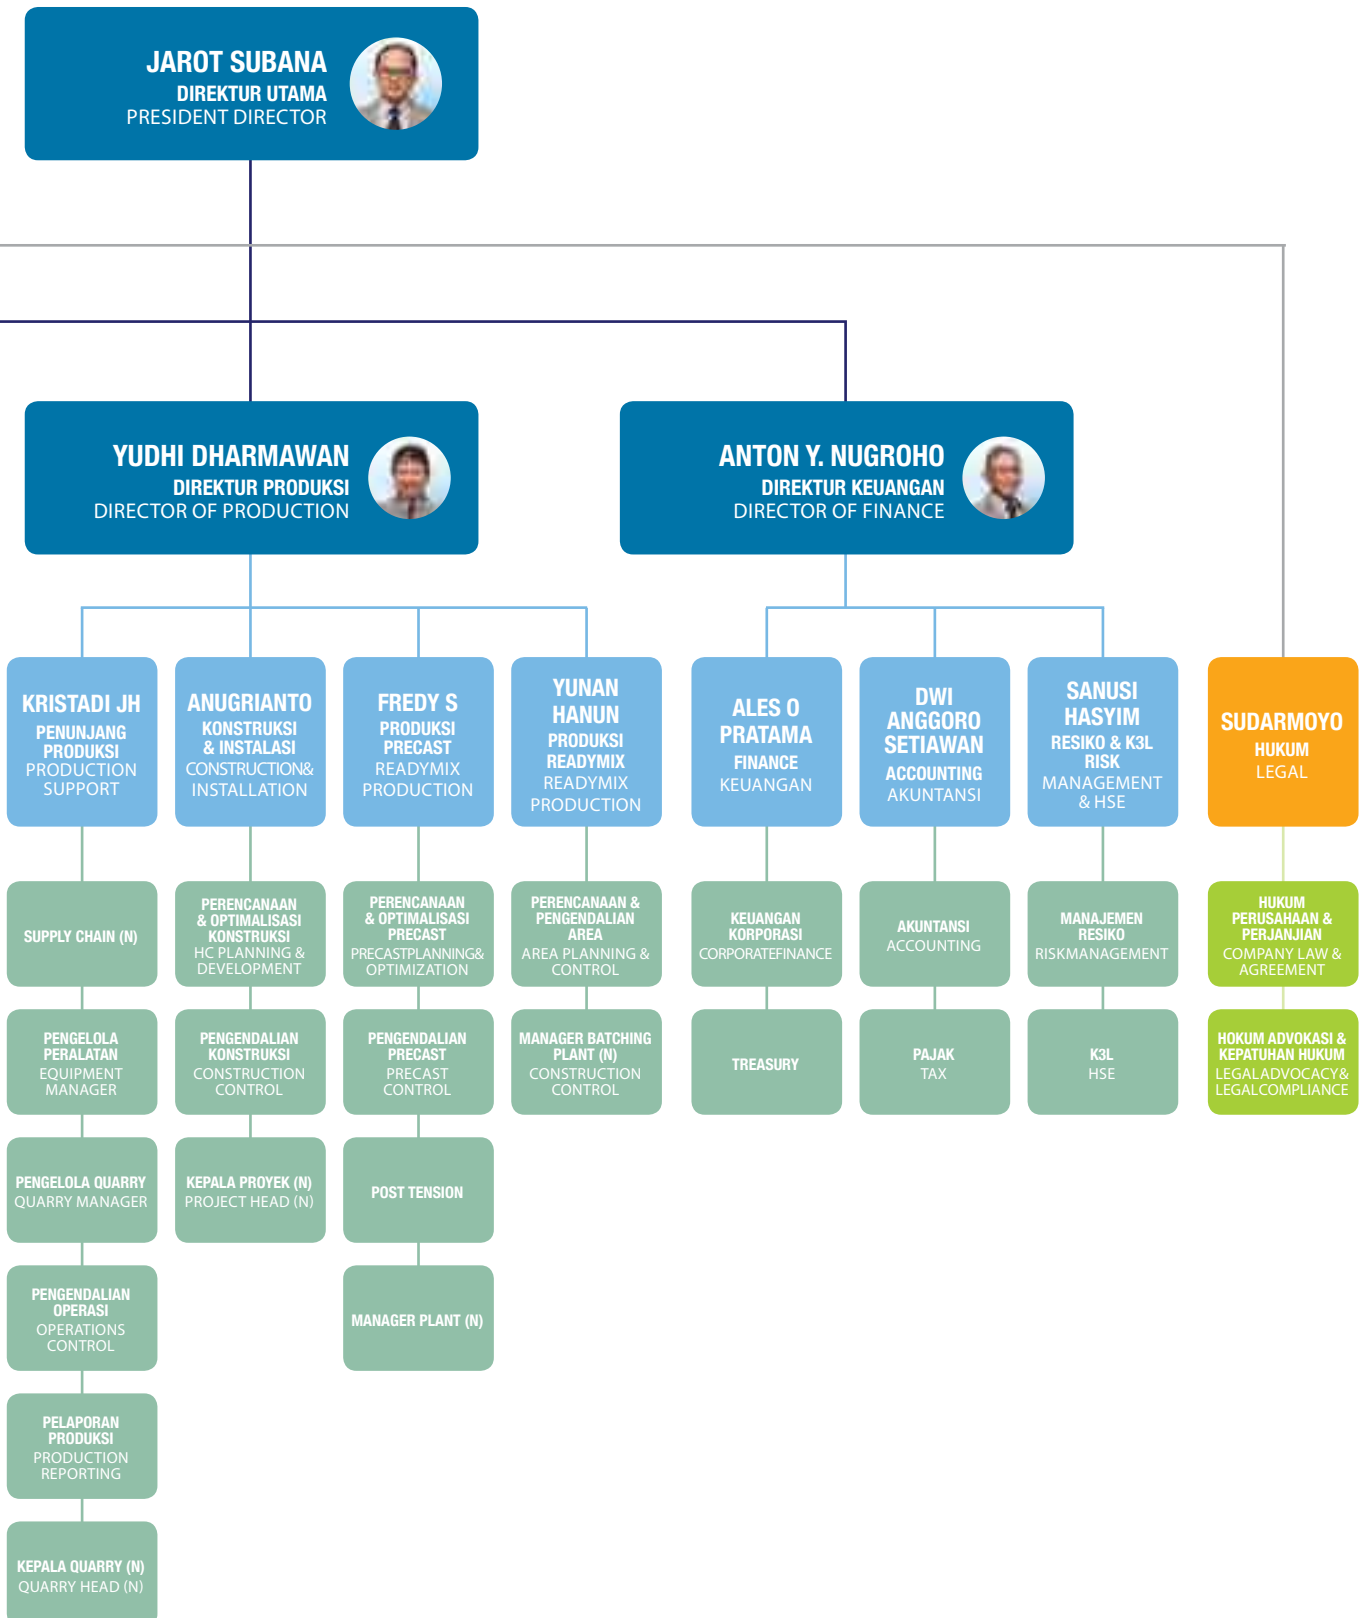 JAROT SUBANA
DIREKTUR UTAMA
PRESIDENT DIRECTOR
YUDHI DHARMAWAN
DIREKTUR PRODUKSI
DIRECTOR OF PRODUCTION
ANTON Y. NUGROHO
DIREKTUR KEUANGAN
DIRECTOR OF FINANCE
KRISTADI JH
PENUNJANG
PRODUKSI
PRODUCTION
SUPPORT
ANUGRIANTO
KONSTRUKSI
& INSTALASI
CONSTRUCTION&
INSTALLATION
FREDY S
PRODUKSI
PRECAST
READYMIX
PRODUCTION
YUNAN
HANUN
PRODUKSI
READYMIX
READYMIX
PRODUCTION
ALES O
PRATAMA
FINANCE
KEUANGAN
DWI
ANGGORO
SETIAWAN
ACCOUNTING
AKUNTANSI
SANUSI
HASYIM
RESIKO & K3L
RISK
MANAGEMENT
& HSE
SUDARMOYO
HUKUM
LEGAL
SUPPLY CHAIN (N)
PERENCANAAN
& OPTIMALISASI
KONSTRUKSI
HC PLANNING &
DEVELOPMENT
PERENCANAAN
& OPTIMALISASI
PRECAST
PRECASTPLANNING&
OPTIMIZATION
PERENCANAAN &
PENGENDALIAN
AREA
AREA PLANNING &
CONTROL
KEUANGAN
KORPORASI
CORPORATEFINANCE
AKUNTANSI
ACCOUNTING
MANAJEMEN
RESIKO
RISKMANAGEMENT
HUKUM
PERUSAHAAN &
PERJANJIAN
COMPANY LAW &
AGREEMENT
PENGELOLA
PERALATAN
EQUIPMENT
MANAGER
PENGENDALIAN
KONSTRUKSI
CONSTRUCTION
CONTROL
PENGENDALIAN
PRECAST
PRECAST
CONTROL
MANAGER BATCHING
PLANT (N)
CONSTRUCTION
CONTROL
TREASURY
PAJAK
TAX
K3L
HSE
HOKUM ADVOKASI &
KEPATUHAN HUKUM
LEGALADVOCACY&
LEGALCOMPLIANCE
PENGELOLA QUARRY
QUARRY MANAGER
KEPALA PROYEK (N)
PROJECT HEAD (N)
POST TENSION
PENGENDALIAN
OPERASI
OPERATIONS
CONTROL
MANAGER PLANT (N)
PELAPORAN
PRODUKSI
PRODUCTION
REPORTING
KEPALA QUARRY (N)
QUARRY HEAD (N)